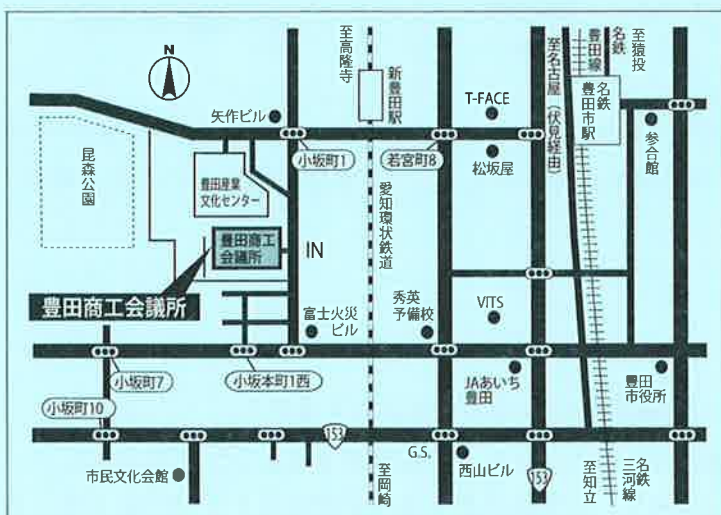 N
至高隆寺
新豊田駅
矢作ビル
T-FACE
至名古屋(伏見経由)
名鉄
豊田線
至猿投
名鉄
豊田市駅
小坂町1
若宮町8
松坂屋
参合館
昆森公園
豊田産業
文化センター
愛知環状鉄道
豊田商工
会議所
IN
豊田商工会議所
富士火災
ビル
秀英
予備校
VITS
小坂町7
小坂本町1西
JAあいち
豊田
豊田
市役所
小坂町10
153
G.S.
西山ビル
153
市民文化会館
至岡崎
至知立
名鉄
三河線